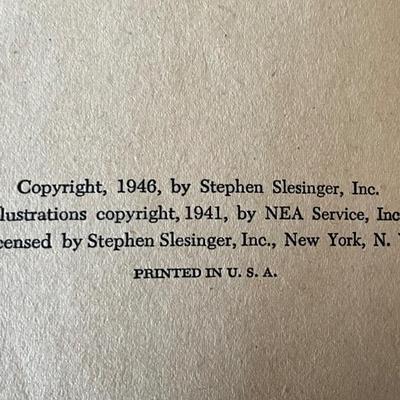 Copyright, 1946, by Stephen Slesinger, Inc.
lustrations copyright, 1941, by NEA Service, Inc
censed by Stephen Slesinger, Inc., New York, N. Y
PRINTED IN U. S. A.